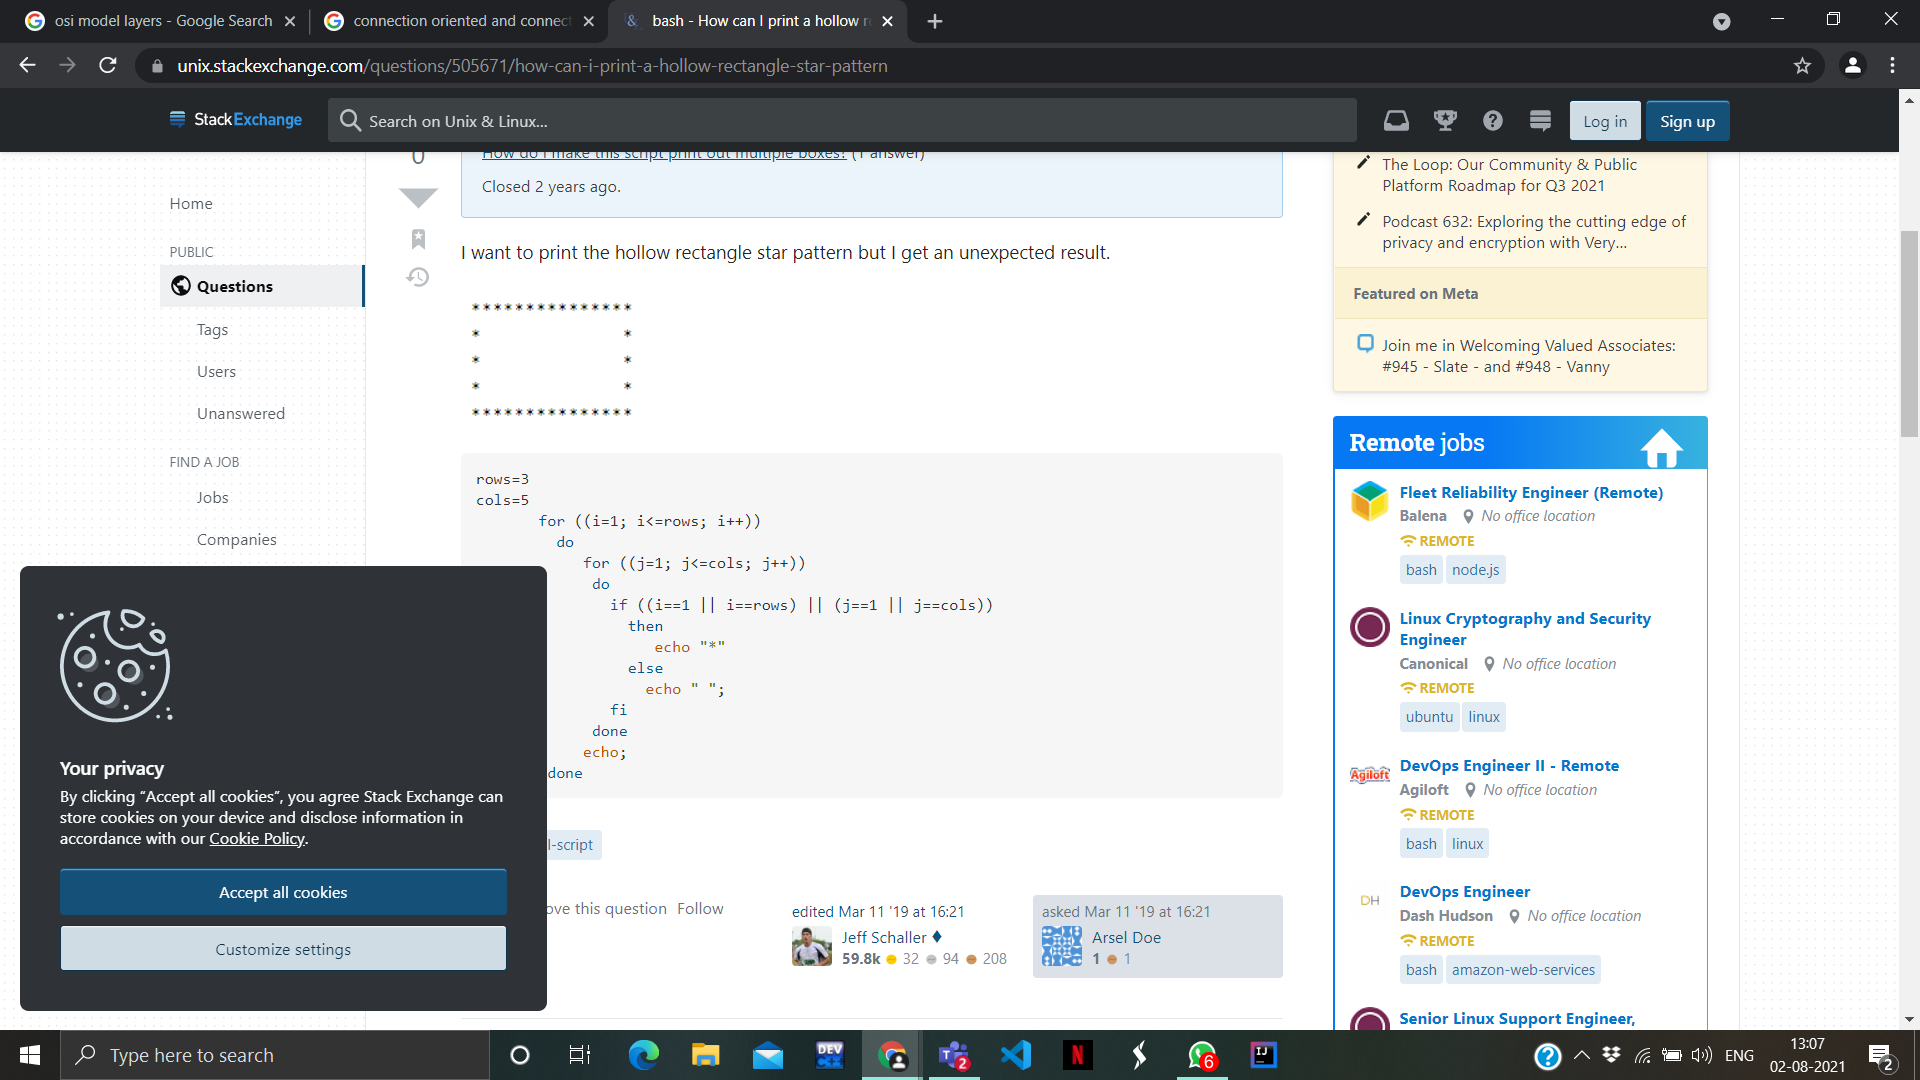 osi model layers - Google Search
connection oriented and connect
bash - How can I print a hollow r
unix.stackexchange.com/questions/505671/how-can-i-print-a-hollow-rectangle-star-pattern
StackExchange
Search on Unix & Linux...
Log in
Sign up
Home
PUBLIC
Questions
Tags
Users
Unanswered
FIND A JOB
Jobs
Companies
0
How do I make this script print out multiple boxes? (1 answer)
Closed 2 years ago.
I want to print the hollow rectangle star pattern but I get an unexpected result.
***************
*             *
*             *
*             *
***************
rows=3
cols=5
for ((i=1; i<=rows; i++))
do
for ((j=1; j<=cols; j++))
do
if ((i==1 || i==rows) || (j==1 || j==cols))
then
echo "*"
else
echo " ";
fi
done
echo;
done
l-script
ove this question Follow
edited Mar 11 '19 at 16:21
Jeff Schaller ♦
59.8k 32 94 208
asked Mar 11 '19 at 16:21
Arsel Doe
1 1
The Loop: Our Community & Public
Platform Roadmap for Q3 2021
Podcast 632: Exploring the cutting edge of
privacy and encryption with Very...
Featured on Meta
Join me in Welcoming Valued Associates:
#945 - Slate - and #948 - Vanny
Remote jobs
Fleet Reliability Engineer (Remote)
Balena No office location
REMOTE
bash node.js
Linux Cryptography and Security
Engineer
Canonical No office location
REMOTE
ubuntu linux
Agiloft
DevOps Engineer II - Remote
Agiloft No office location
REMOTE
bash linux
DH
DevOps Engineer
Dash Hudson No office location
REMOTE
bash amazon-web-services
Senior Linux Support Engineer,
Your privacy
By clicking “Accept all cookies”, you agree Stack Exchange can
store cookies on your device and disclose information in
accordance with our Cookie Policy.
Accept all cookies
Customize settings
Type here to search
DEV
C++
T
2
N
6
IJ
ENG
13:07
02-08-2021
2